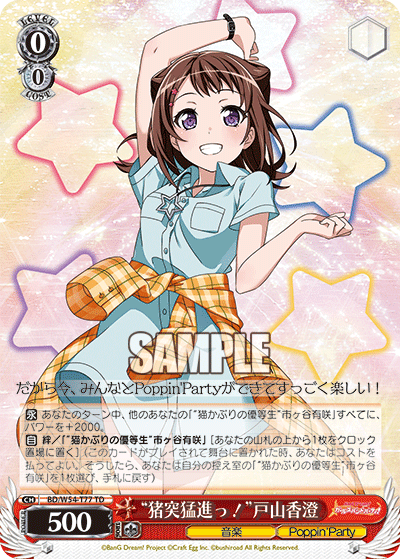 LEVEL
0
0
COST
SAMPLE
だから今、みんなとPoppin'Partyができてすっごく楽しい！
永 あなたのターン中、他のあなたの「“猫かぶりの優等生”市ヶ谷有咲」すべてに、
パワーを＋2000。
自 絆／「“猫かぶりの優等生”市ヶ谷有咲」［あなたの山札の上から1枚をクロック
置場に置く］（このカードがプレイされて舞台に置かれた時、あなたはコストを
払ってよい。そうしたら、あなたは自分の控え室の「“猫かぶりの優等生”市ヶ谷有咲」
を1枚選び、手札に戻す）
BD/W54-T77 TD
500
“猪突猛進っ！”戸山香澄
音楽
Poppin'Party
©BanG Dream! Project ©Craft Egg Inc. ©bushiroad All Rights Reserved.